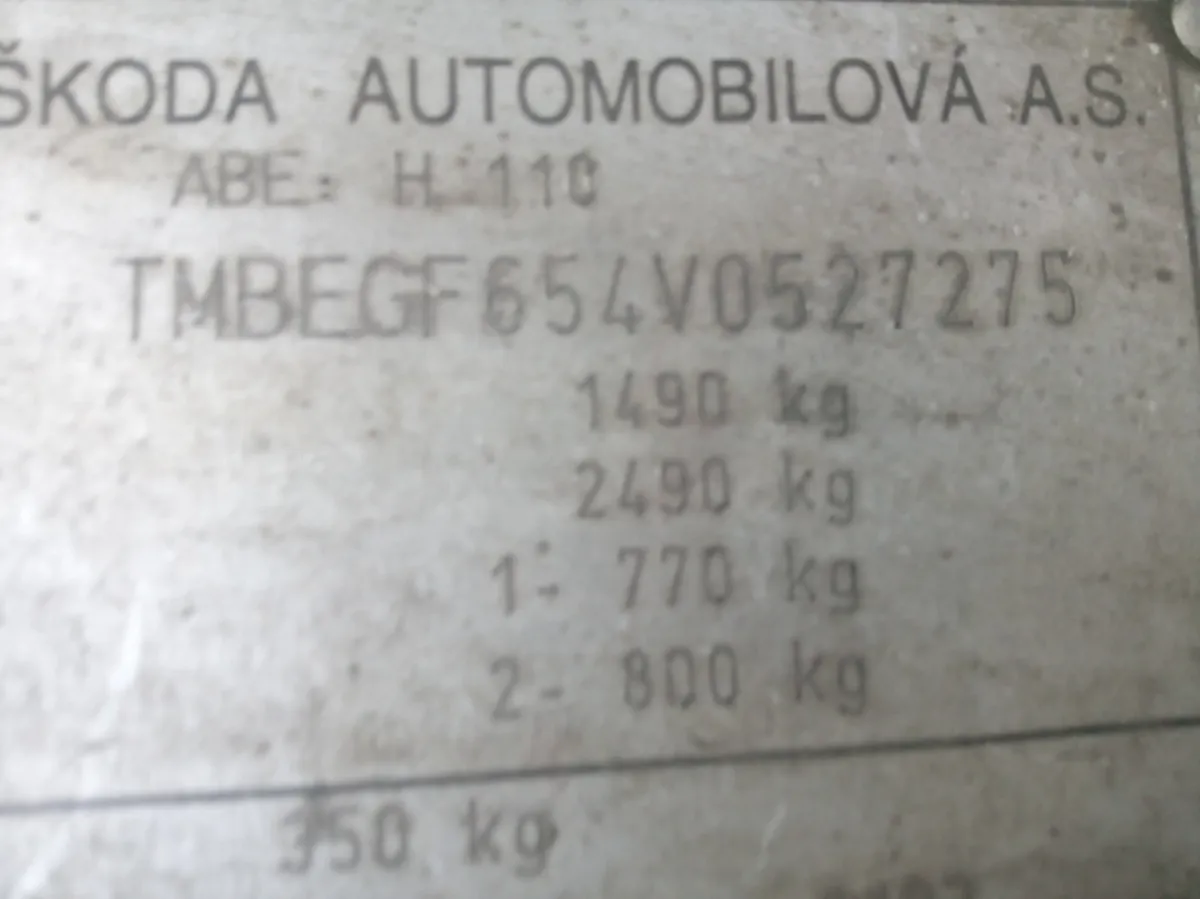 ŠKODA AUTOMOBILOVÁ A.S.
ABE: H 110
TMBEGF654V0527275
1490 kg
2490 kg
1- 770 kg
2- 800 kg
350 kg